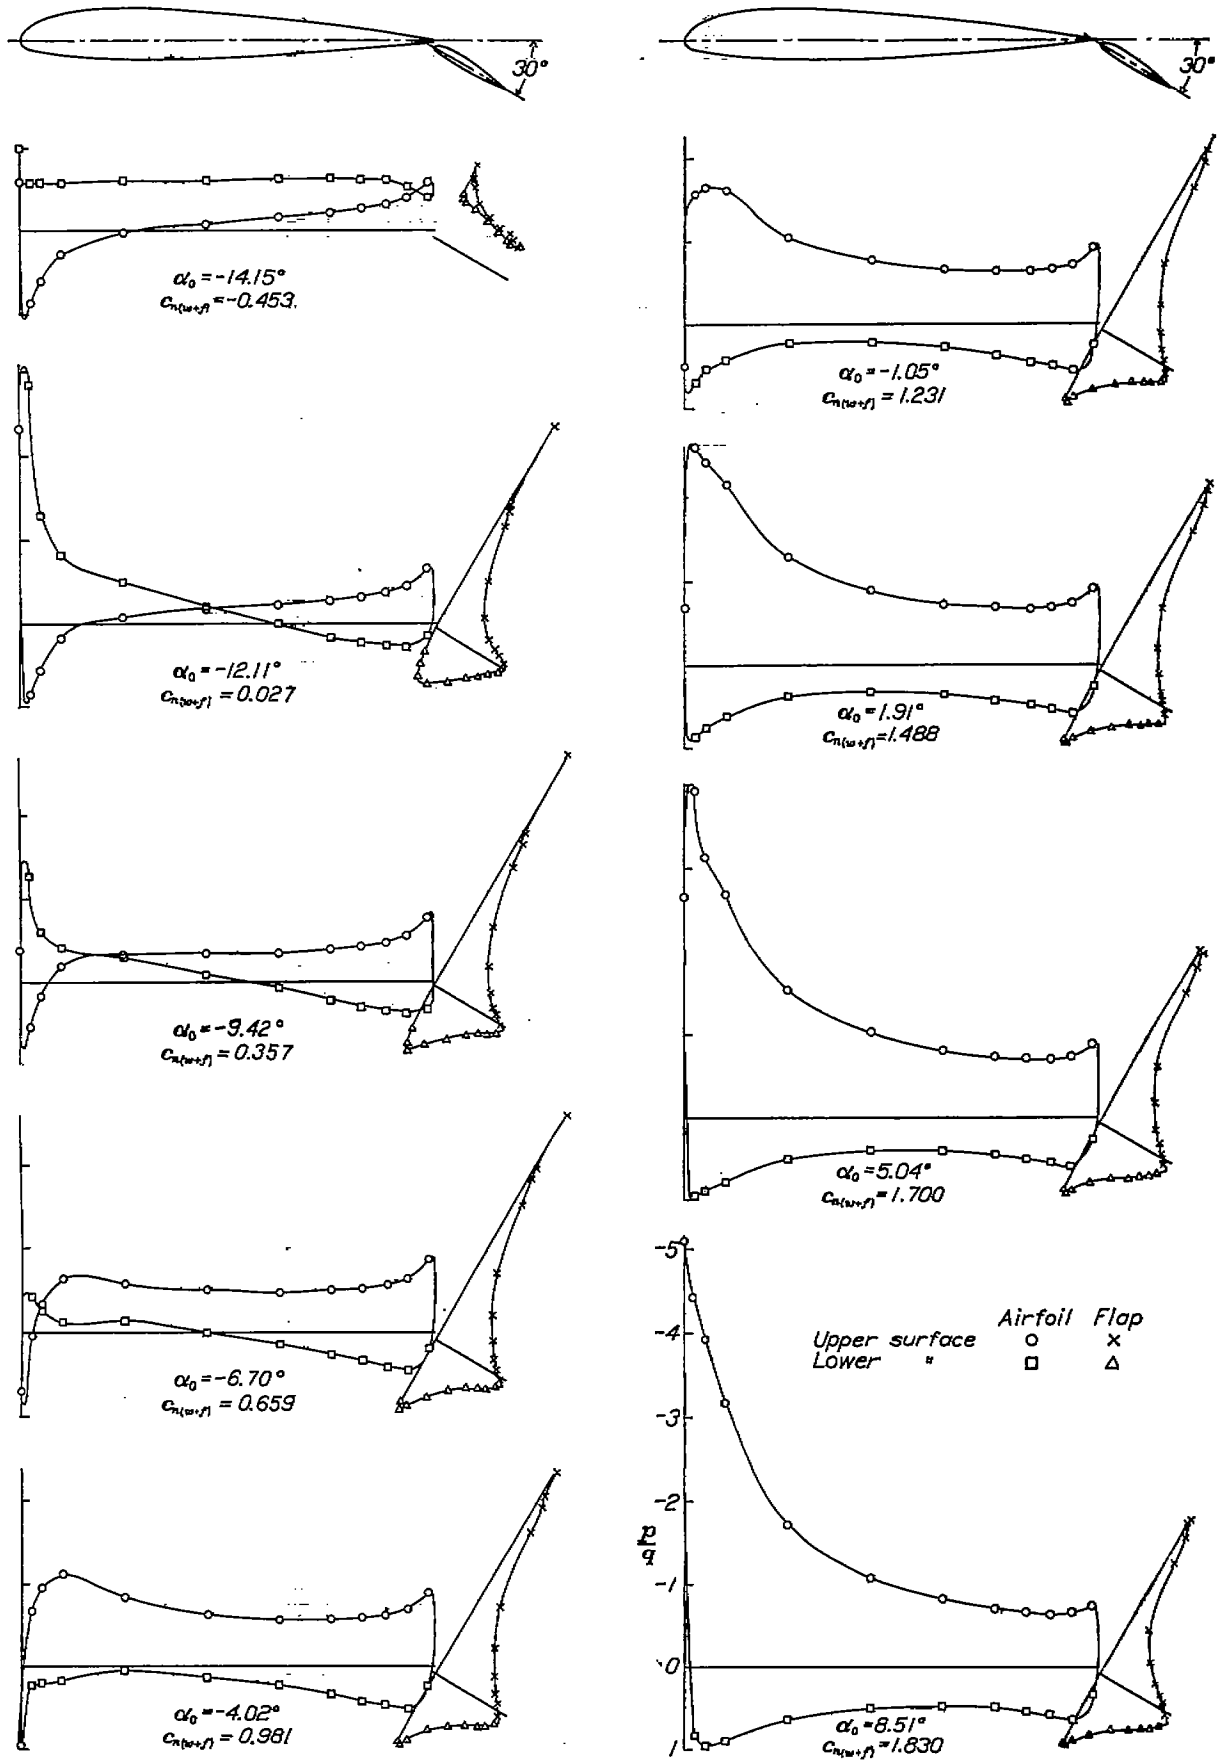 30°
30°
α₀ = -14.15°
cₙ₍w+f₎ = -0.453
α₀ = -12.11°
cₙ₍w+f₎ = 0.027
α₀ = -9.42°
cₙ₍w+f₎ = 0.357
α₀ = -6.70°
cₙ₍w+f₎ = 0.659
α₀ = -4.02°
cₙ₍w+f₎ = 0.981
α₀ = -1.05°
cₙ₍w+f₎ = 1.231
α₀ = 1.91°
cₙ₍w+f₎ = 1.488
α₀ = 5.04°
cₙ₍w+f₎ = 1.700
-5
-4
-3
-2
p/q
-1
0
1
Airfoil Flap
Upper surface ○ ×
Lower " □ △
α₀ = 8.51°
cₙ₍w+f₎ = 1.830